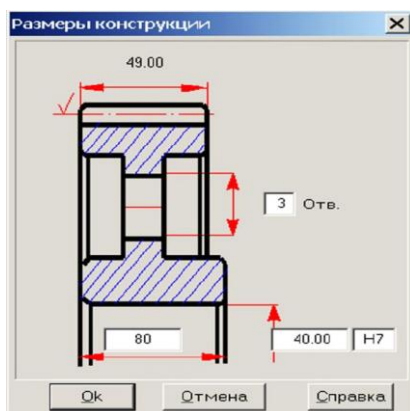 Размеры конструкции
49.00
3 Отв.
80 40.00 H7
Ok Отмена Справка